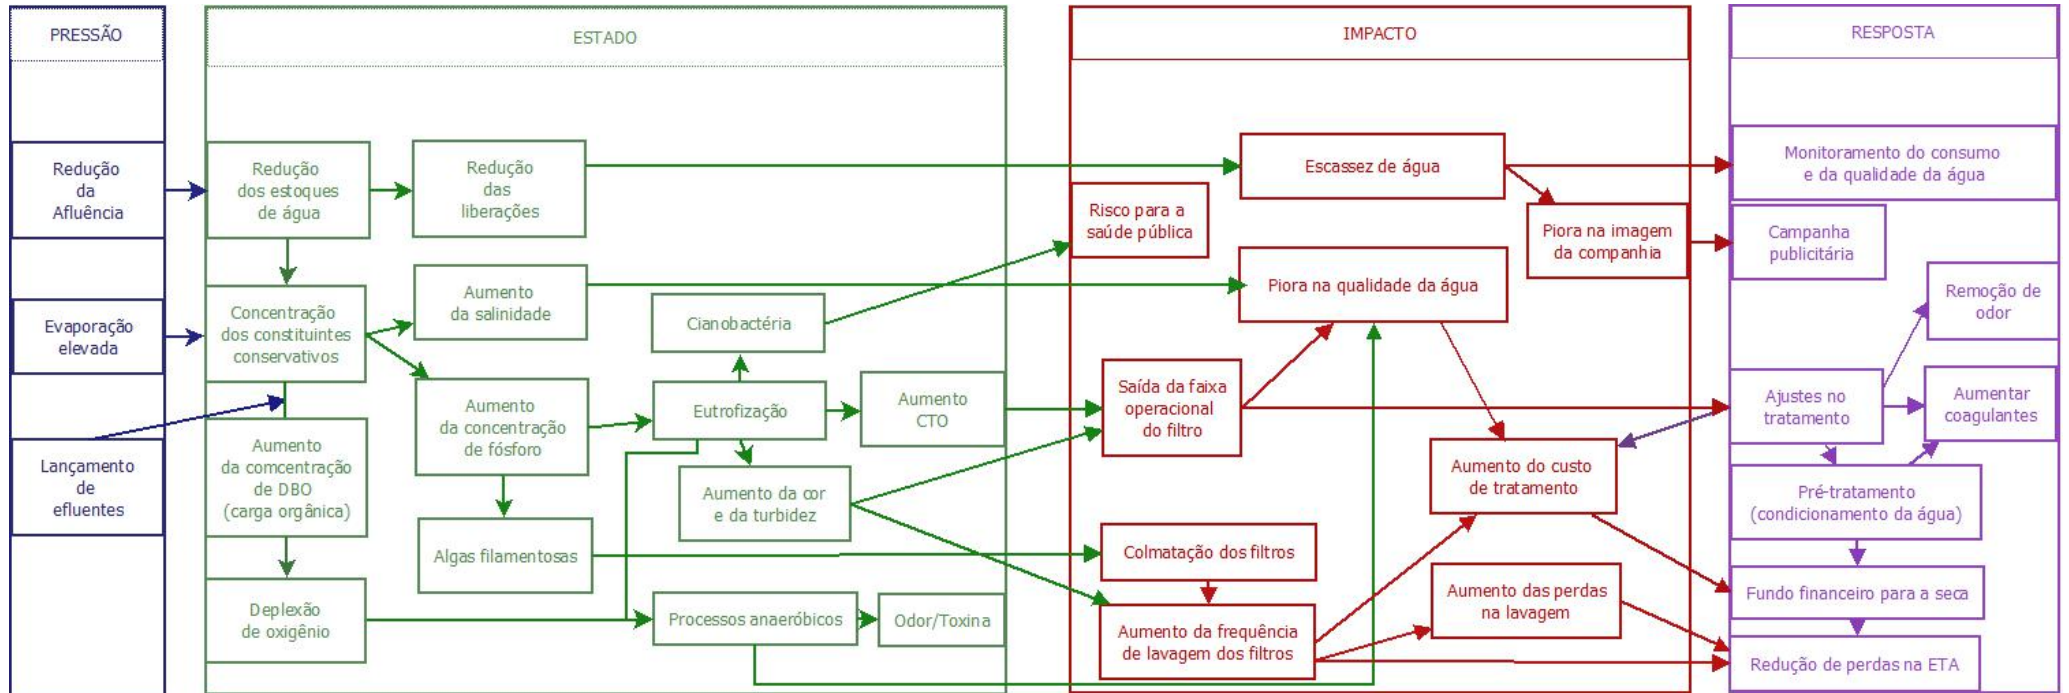 PRESSÃO
Redução
da
Afluência
Evaporação
elevada
Lançamento
de
efluentes
ESTADO
Redução
dos estoques
de água
Redução
das
liberações
Concentração
dos constituintes
conservativos
Aumento
da salinidade
Cianobactéria
Aumento
da concentração
de fósforo
Eutrofização
Aumento
CTO
Aumento
da comcentração
de DBO
(carga orgânica)
Aumento da cor
e da turbidez
Algas filamentosas
Deplexão
de oxigênio
Processos anaeróbicos
Odor/Toxina
IMPACTO
Escassez de água
Risco para a
saúde pública
Piora na imagem
da companhia
Piora na qualidade da água
Saída da faixa
operacional
do filtro
Aumento do custo
de tratamento
Colmatação dos filtros
Aumento das perdas
na lavagem
Aumento da frequência
de lavagem dos filtros
RESPOSTA
Monitoramento do consumo
e da qualidade da água
Campanha
publicitária
Remoção de
odor
Ajustes no
tratamento
Aumentar
coagulantes
Pré-tratamento
(condicionamento da água)
Fundo financeiro para a seca
Redução de perdas na ETA